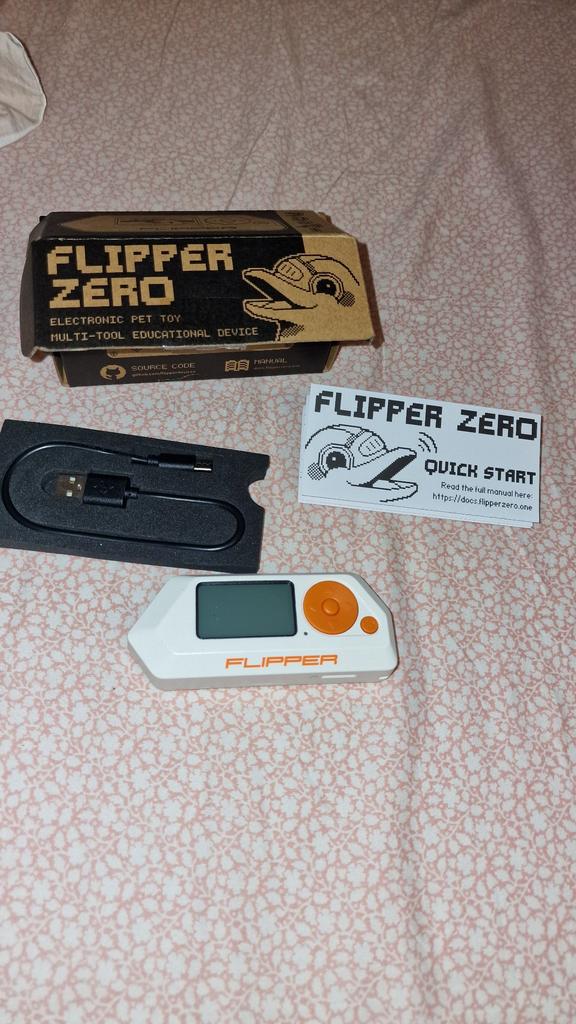 FLIPPER
ZERO
ELECTRONIC PET TOY
MULTI-TOOL EDUCATIONAL DEVICE
SOURCE CODE
MANUAL
FLIPPER ZERO
QUICK START
Read the full manual here:
https://docs.flipperzero.one
FLIPPER